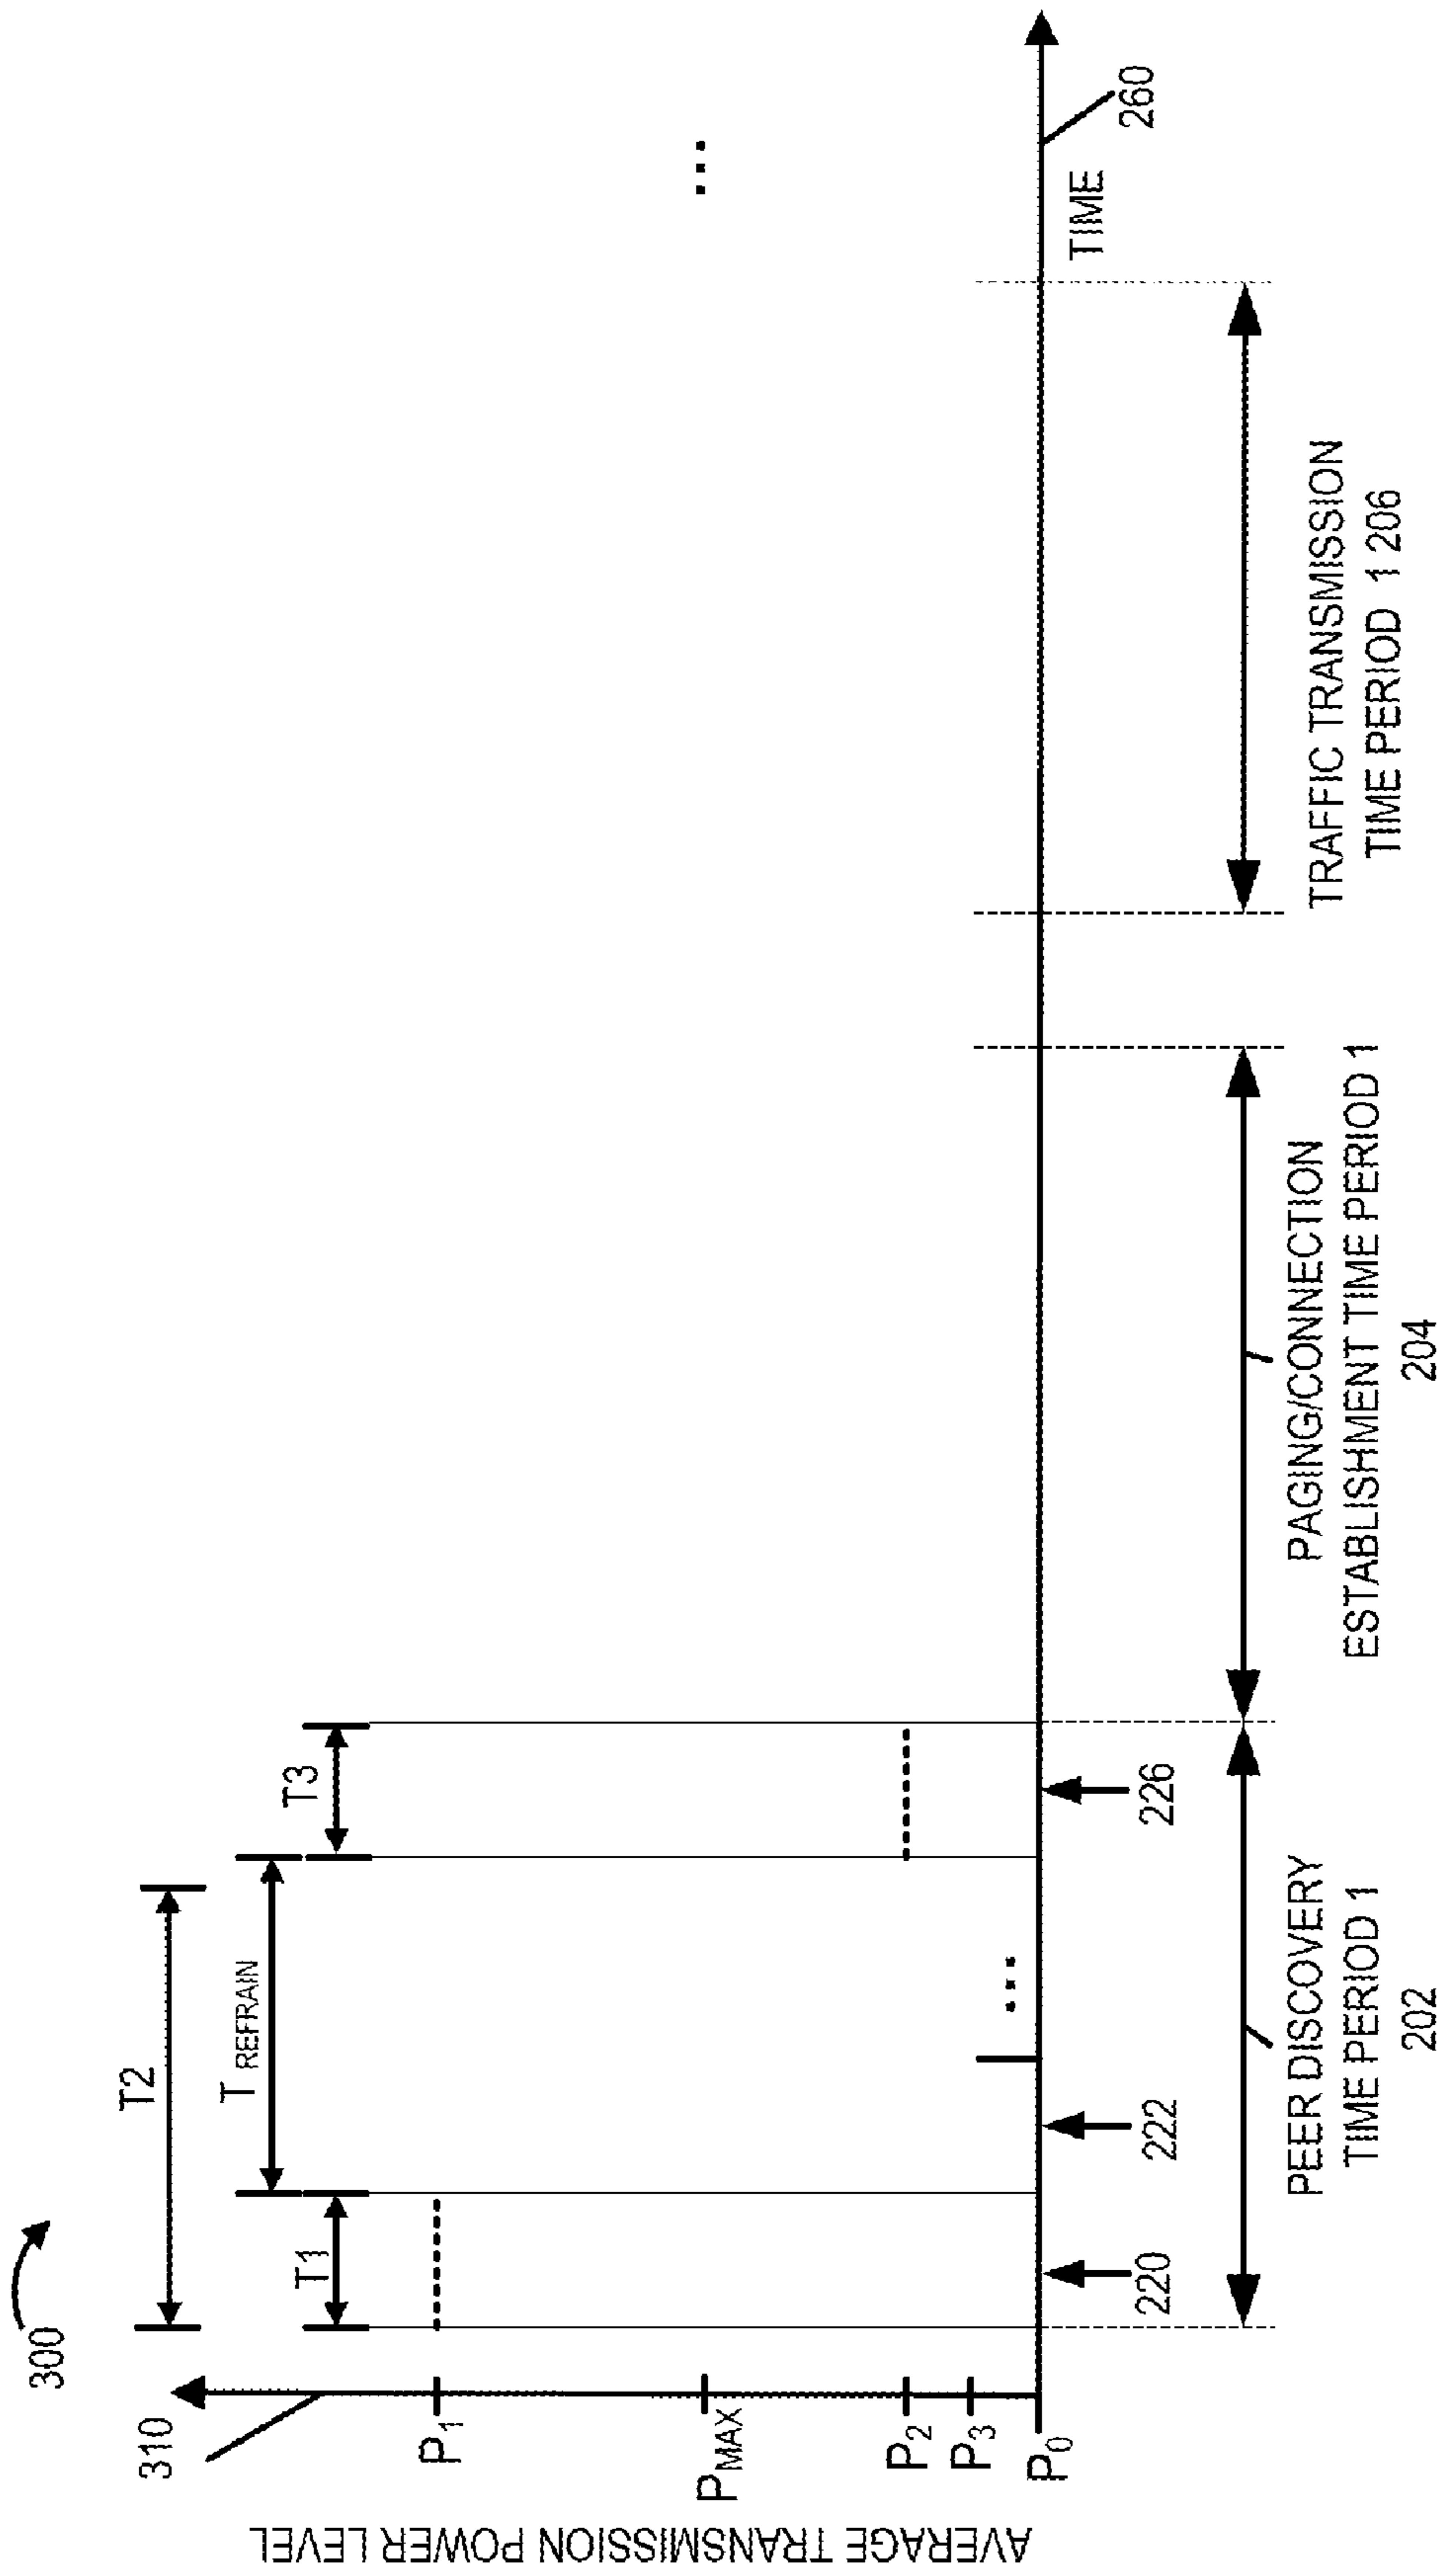 300
310
AVERAGE TRANSMISSION POWER LEVEL
T2
T REFRAIN
T1
T3
P1
PMAX
P2
P3
P0
...
...
TIME
260
220
222
226
PEER DISCOVERY
TIME PERIOD 1
202
PAGING/CONNECTION
ESTABLISHMENT TIME PERIOD 1
204
TRAFFIC TRANSMISSION
TIME PERIOD 1 206